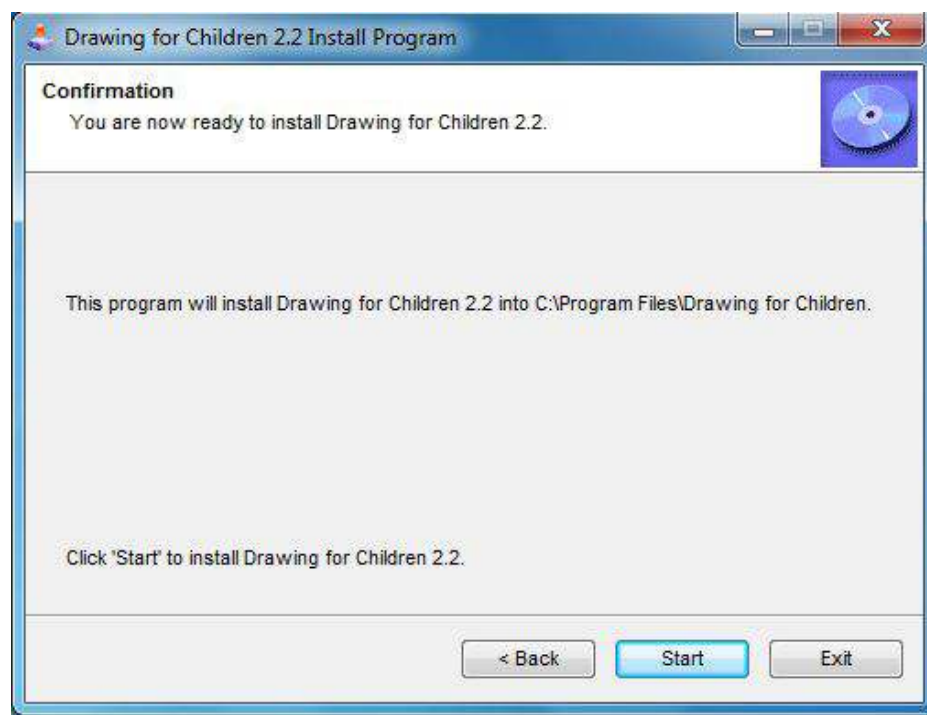 Drawing for Children 2.2 Install Program
Confirmation
You are now ready to install Drawing for Children 2.2.
This program will install Drawing for Children 2.2 into C:\Program Files\Drawing for Children.
Click 'Start' to install Drawing for Children 2.2.
< Back Start Exit